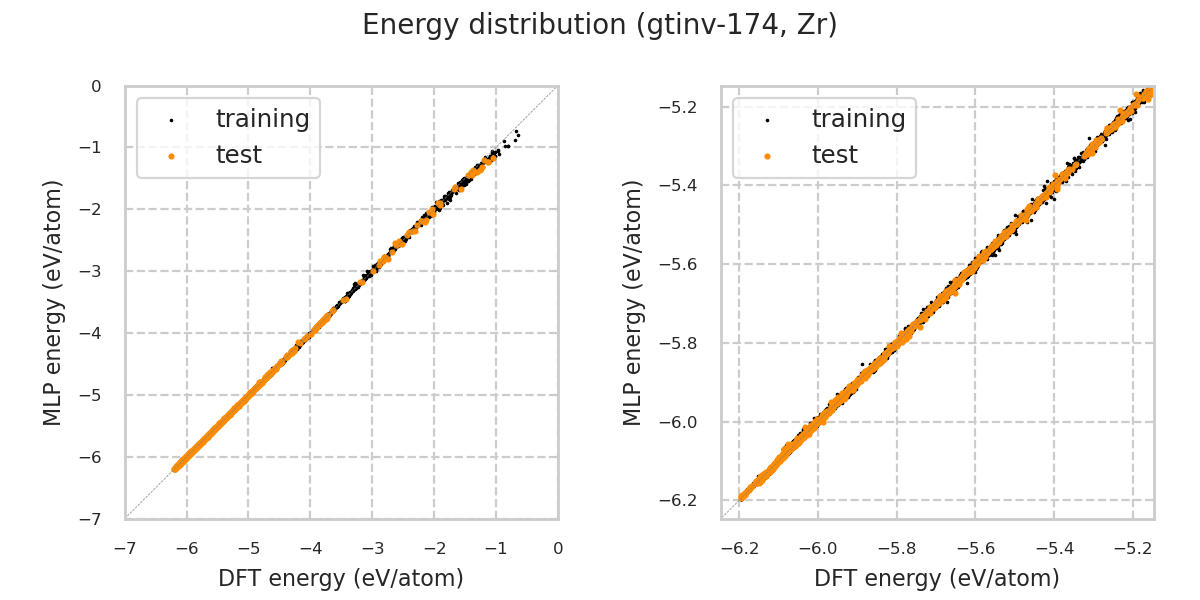 Energy distribution (gtinv-174, Zr)
training
test
MLP energy (eV/atom)
0
−1
−2
−3
−4
−5
−6
−7
−7 −6 −5 −4 −3 −2 −1 0
DFT energy (eV/atom)
training
test
MLP energy (eV/atom)
−5.2
−5.4
−5.6
−5.8
−6.0
−6.2
−6.2 −6.0 −5.8 −5.6 −5.4 −5.2
DFT energy (eV/atom)